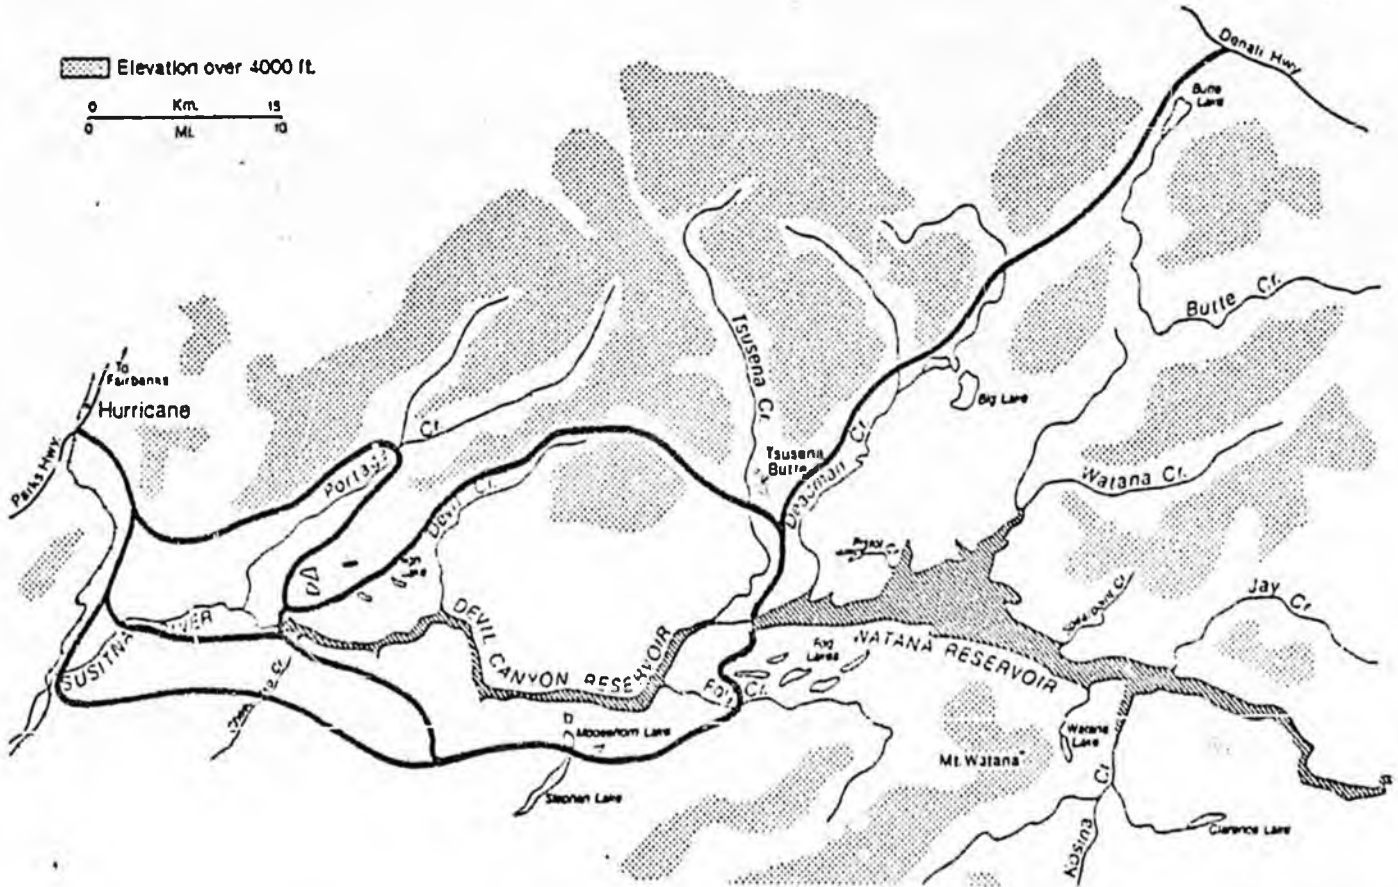 Elevation over 4000 ft.
0 Km. 15
0 Mi. 10
Denali Hwy
Butte
Lake
Butte Cr.
Tsusena Cr.
To
Fairbanks
Hurricane
Parks Hwy
Big Lake
Cr.
Portage
Tsusena
Butte
Deadman Cr.
Watana Cr.
Devil Cr.
Lake
Jay Cr.
SUSITNA RIVER
DEVIL CANYON RESERVOIR
WATANA RESERVOIR
Fog
Lakes
Fog Cr.
Cr.
Moosehorn Lake
Stephan Lake
Watana
Lake
Mt. Watana
Kosina Cr.
Clarence Lake